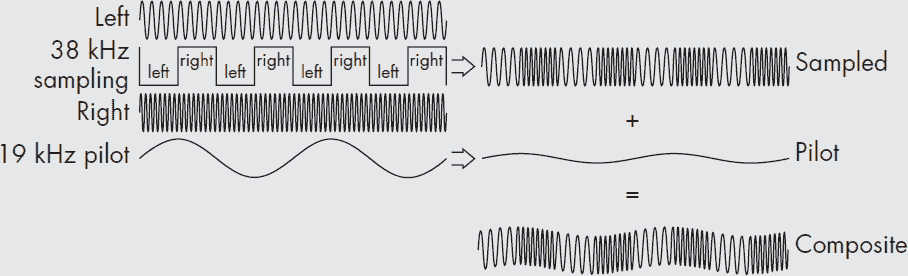 Left
38 kHz sampling
left right left right left right left right
Right
19 kHz pilot
Sampled
+
Pilot
=
Composite